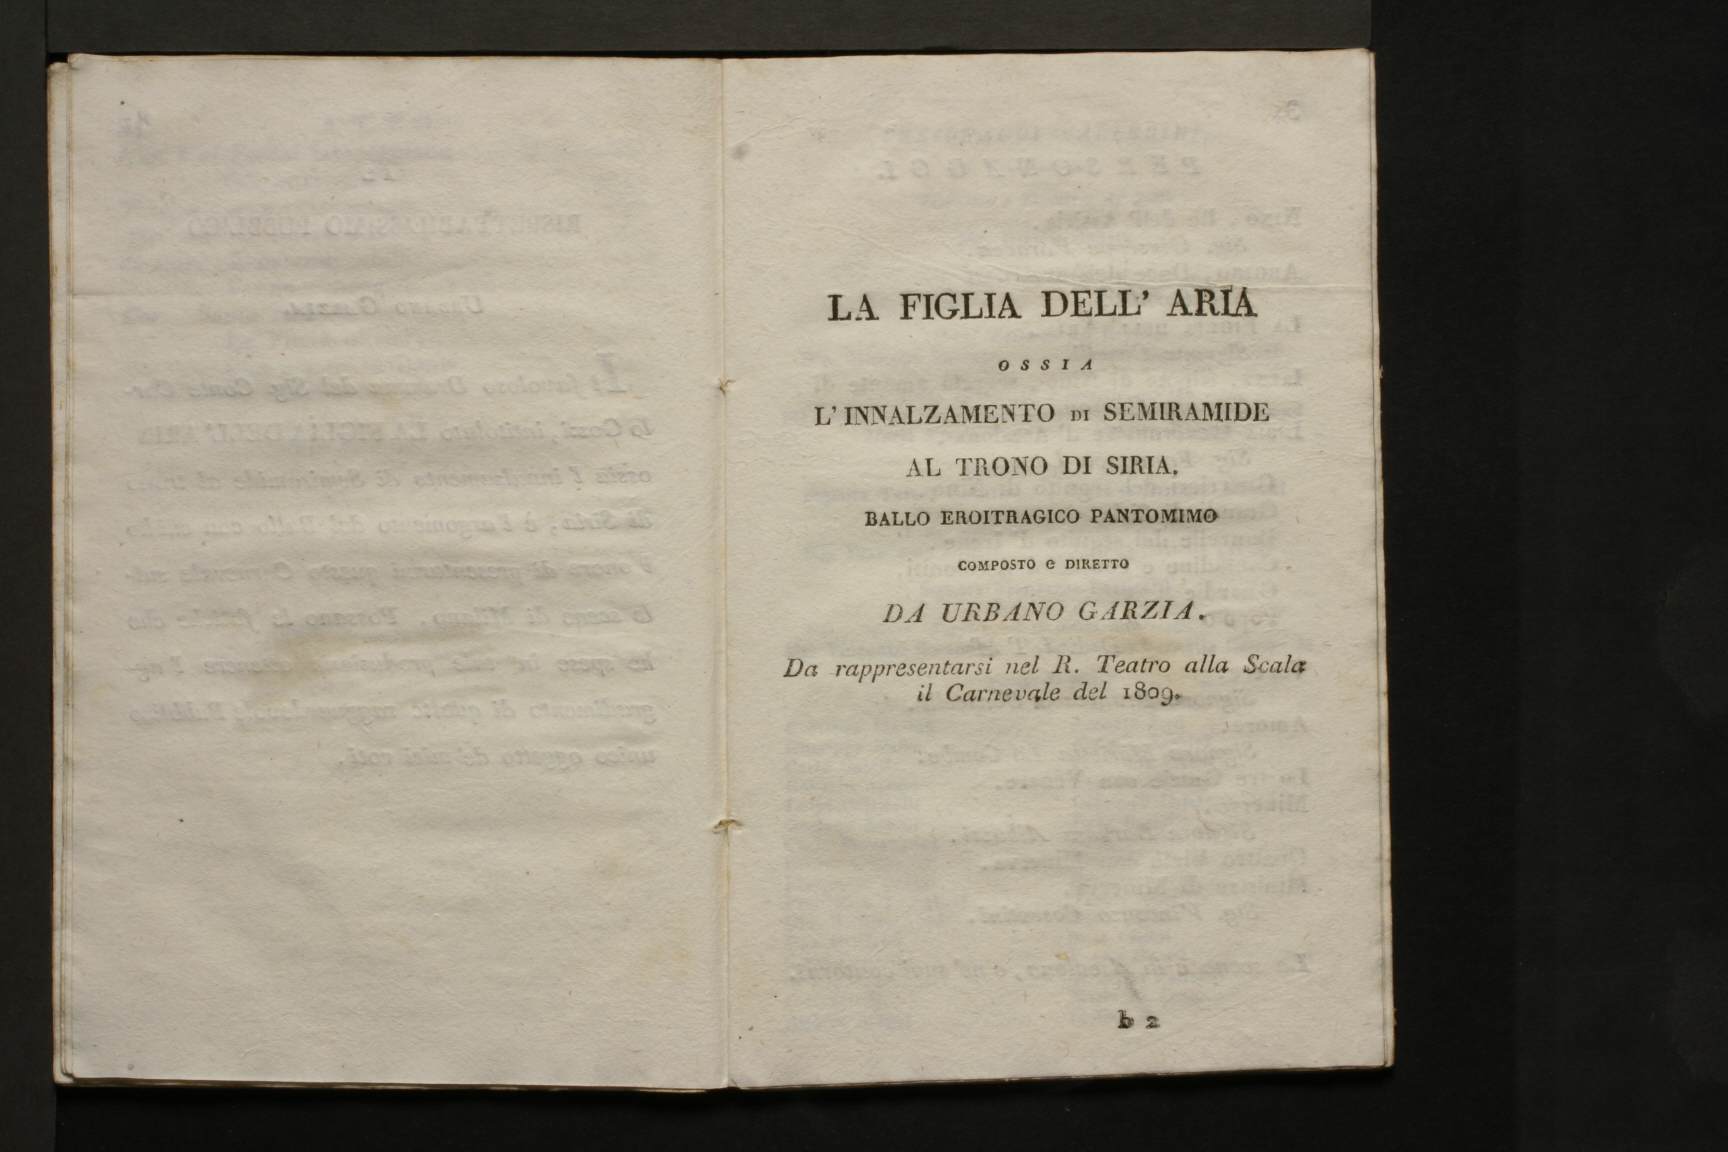 LA FIGLIA DELL' ARIA
OSSIA
L'INNALZAMENTO DI SEMIRAMIDE
AL TRONO DI SIRIA.
BALLO EROITRAGICO PANTOMIMO
COMPOSTO e DIRETTO
DA URBANO GARZIA.
Da rappresentarsi nel R. Teatro alla Scala
il Carnevale del 1809.
b 2